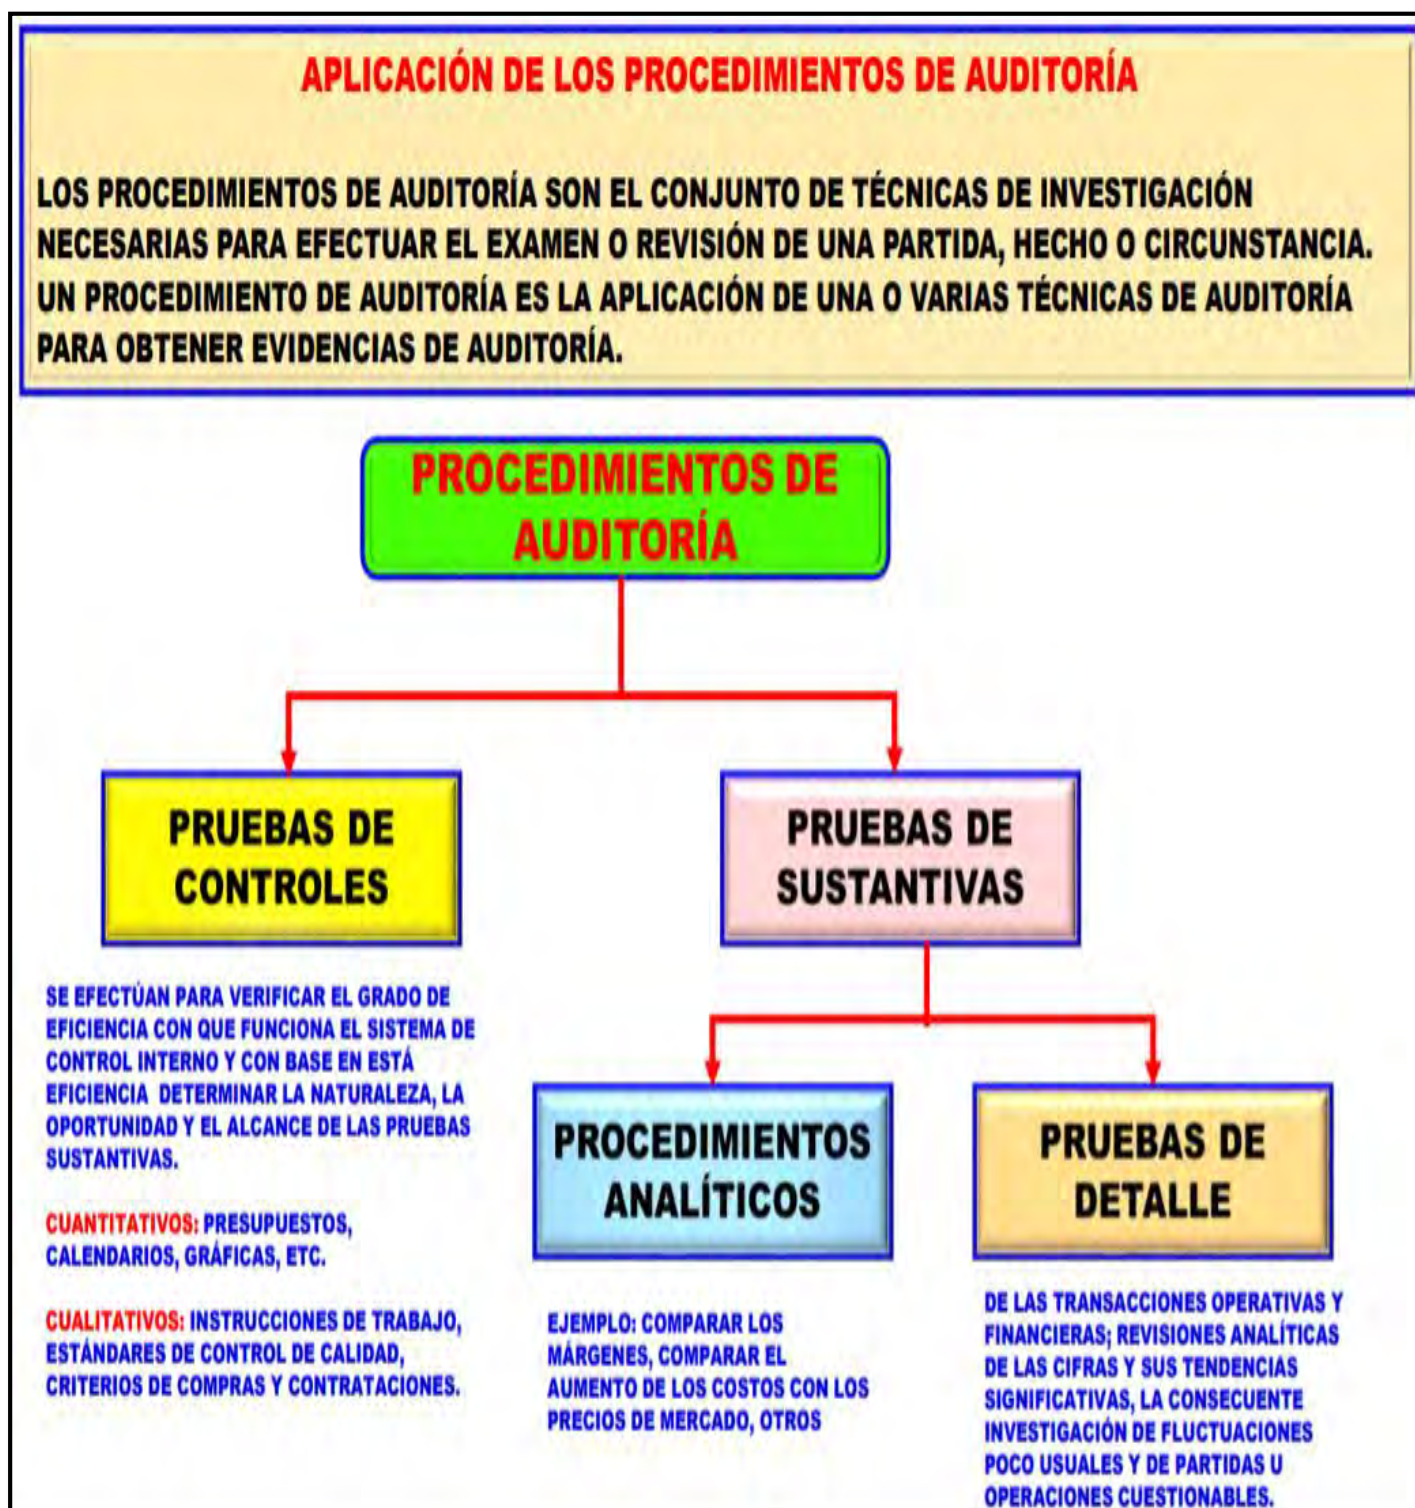 APLICACIÓN DE LOS PROCEDIMIENTOS DE AUDITORÍA
LOS PROCEDIMIENTOS DE AUDITORÍA SON EL CONJUNTO DE TÉCNICAS DE INVESTIGACIÓN
NECESARIAS PARA EFECTUAR EL EXAMEN O REVISIÓN DE UNA PARTIDA, HECHO O CIRCUNSTANCIA.
UN PROCEDIMIENTO DE AUDITORÍA ES LA APLICACIÓN DE UNA O VARIAS TÉCNICAS DE AUDITORÍA
PARA OBTENER EVIDENCIAS DE AUDITORÍA.
PROCEDIMIENTOS DE
AUDITORÍA
PRUEBAS DE
CONTROLES
SE EFECTÚAN PARA VERIFICAR EL GRADO DE
EFICIENCIA CON QUE FUNCIONA EL SISTEMA DE
CONTROL INTERNO Y CON BASE EN ESTÁ
EFICIENCIA DETERMINAR LA NATURALEZA, LA
OPORTUNIDAD Y EL ALCANCE DE LAS PRUEBAS
SUSTANTIVAS.
CUANTITATIVOS: PRESUPUESTOS,
CALENDARIOS, GRÁFICAS, ETC.
CUALITATIVOS: INSTRUCCIONES DE TRABAJO,
ESTÁNDARES DE CONTROL DE CALIDAD,
CRITERIOS DE COMPRAS Y CONTRATACIONES.
PRUEBAS DE
SUSTANTIVAS
PROCEDIMIENTOS
ANALÍTICOS
EJEMPLO: COMPARAR LOS
MÁRGENES, COMPARAR EL
AUMENTO DE LOS COSTOS CON LOS
PRECIOS DE MERCADO, OTROS
PRUEBAS DE
DETALLE
DE LAS TRANSACCIONES OPERATIVAS Y
FINANCIERAS; REVISIONES ANALÍTICAS
DE LAS CIFRAS Y SUS TENDENCIAS
SIGNIFICATIVAS, LA CONSECUENTE
INVESTIGACIÓN DE FLUCTUACIONES
POCO USUALES Y DE PARTIDAS U
OPERACIONES CUESTIONABLES.